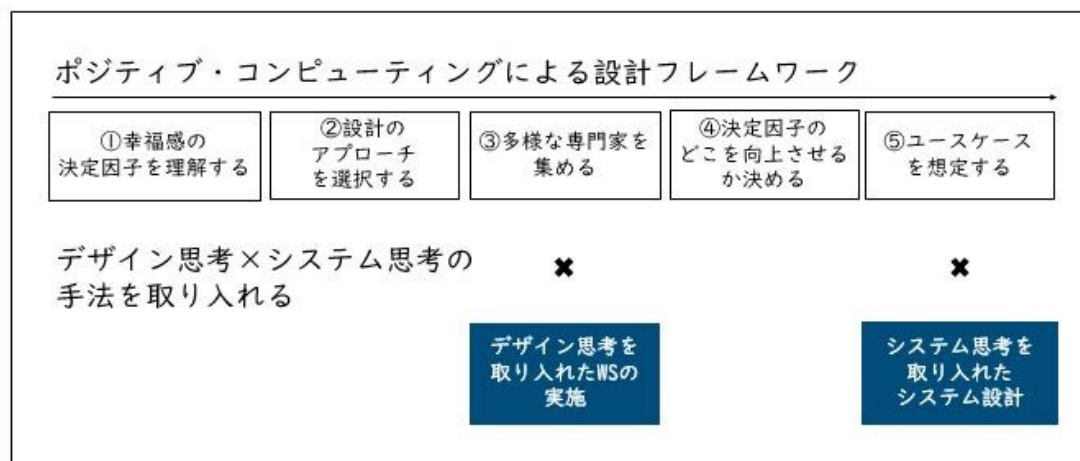 ポジティブ・コンピューティングによる設計フレームワーク
①幸福感の
決定因子を理解する
②設計の
アプローチ
を選択する
③多様な専門家を
集める
④決定因子の
どこを向上させる
か決める
⑤ユースケース
を想定する
デザイン思考×システム思考の
手法を取り入れる
✖
✖
デザイン思考を
取り入れたWSの
実施
システム思考を
取り入れた
システム設計